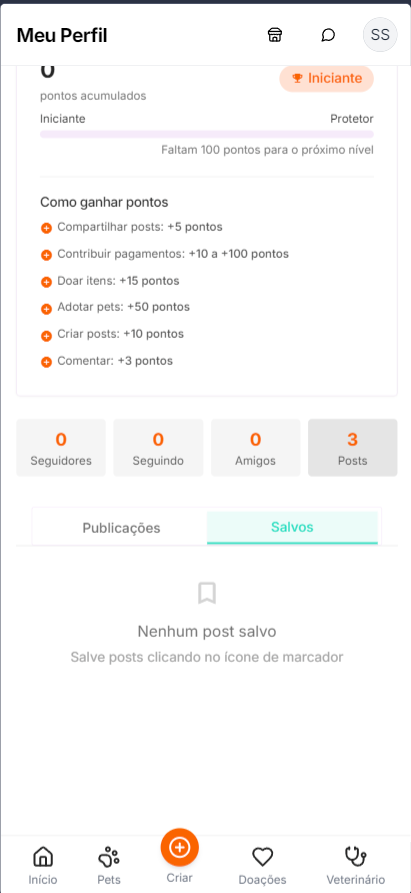 Meu Perfil
SS
0
Iniciante
pontos acumulados
Iniciante
Protetor
Faltam 100 pontos para o próximo nível
Como ganhar pontos
Compartilhar posts: +5 pontos
Contribuir pagamentos: +10 a +100 pontos
Doar itens: +15 pontos
Adotar pets: +50 pontos
Criar posts: +10 pontos
Comentar: +3 pontos
0
Seguidores
0
Seguindo
0
Amigos
3
Posts
Publicações
Salvos
Nenhum post salvo
Salve posts clicando no ícone de marcador
Início
Pets
Criar
Doações
Veterinário